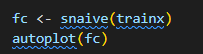 fc <- snaive(trainx)
autoplot(fc)